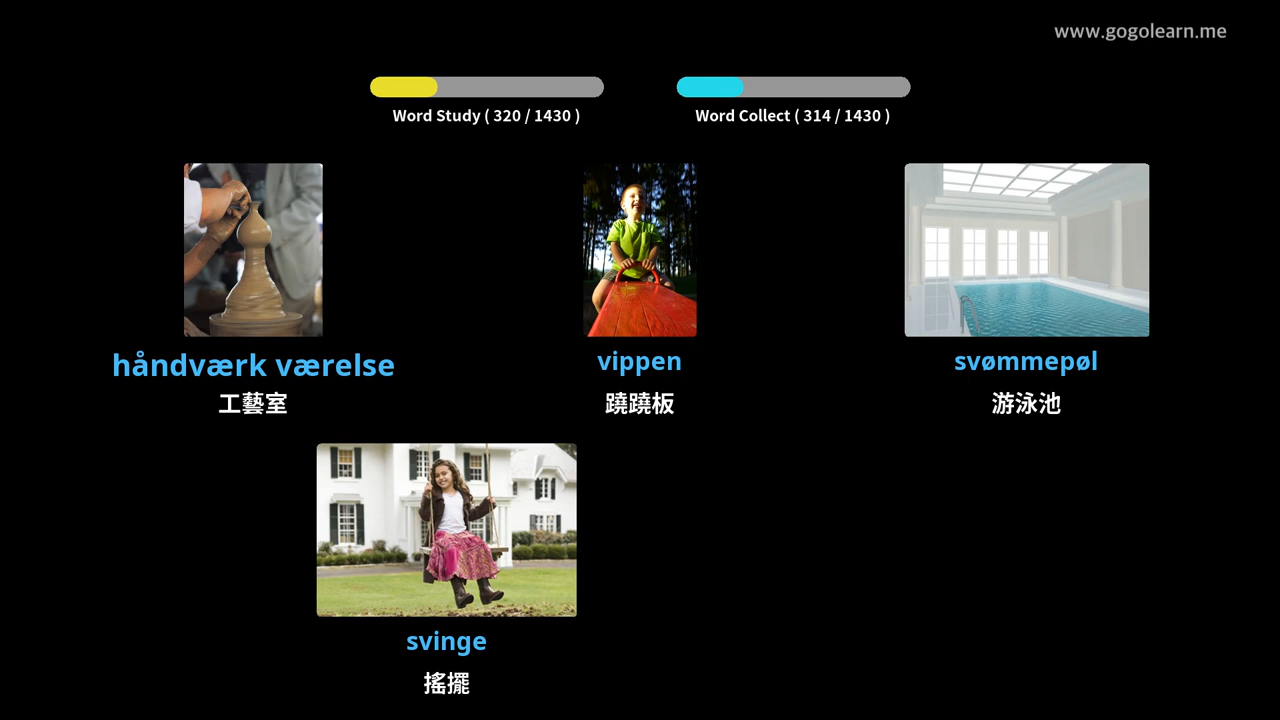 www.gogolearn.me
Word Study ( 320 / 1430 )
Word Collect ( 314 / 1430 )
håndværk værelse
工藝室
vippen
蹺蹺板
svømmepøl
游泳池
svinge
搖擺